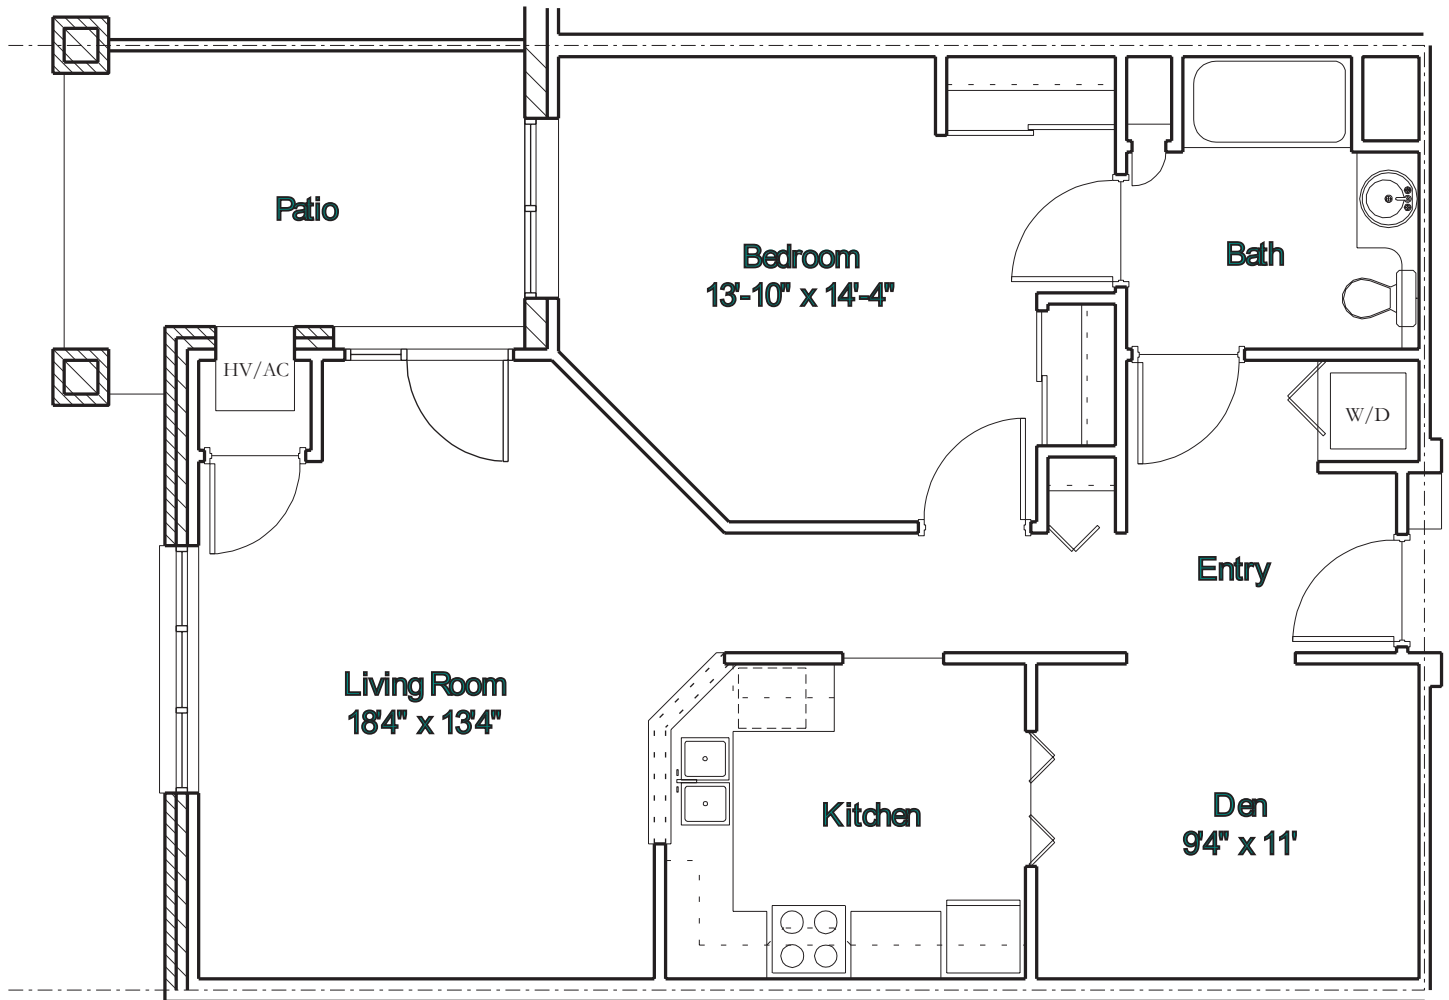 Patio
Bedroom
13'-10" x 14'-4"
Bath
HV/AC
W/D
Entry
Living Room
18'4" x 13'4"
Kitchen
Den
9'4" x 11'